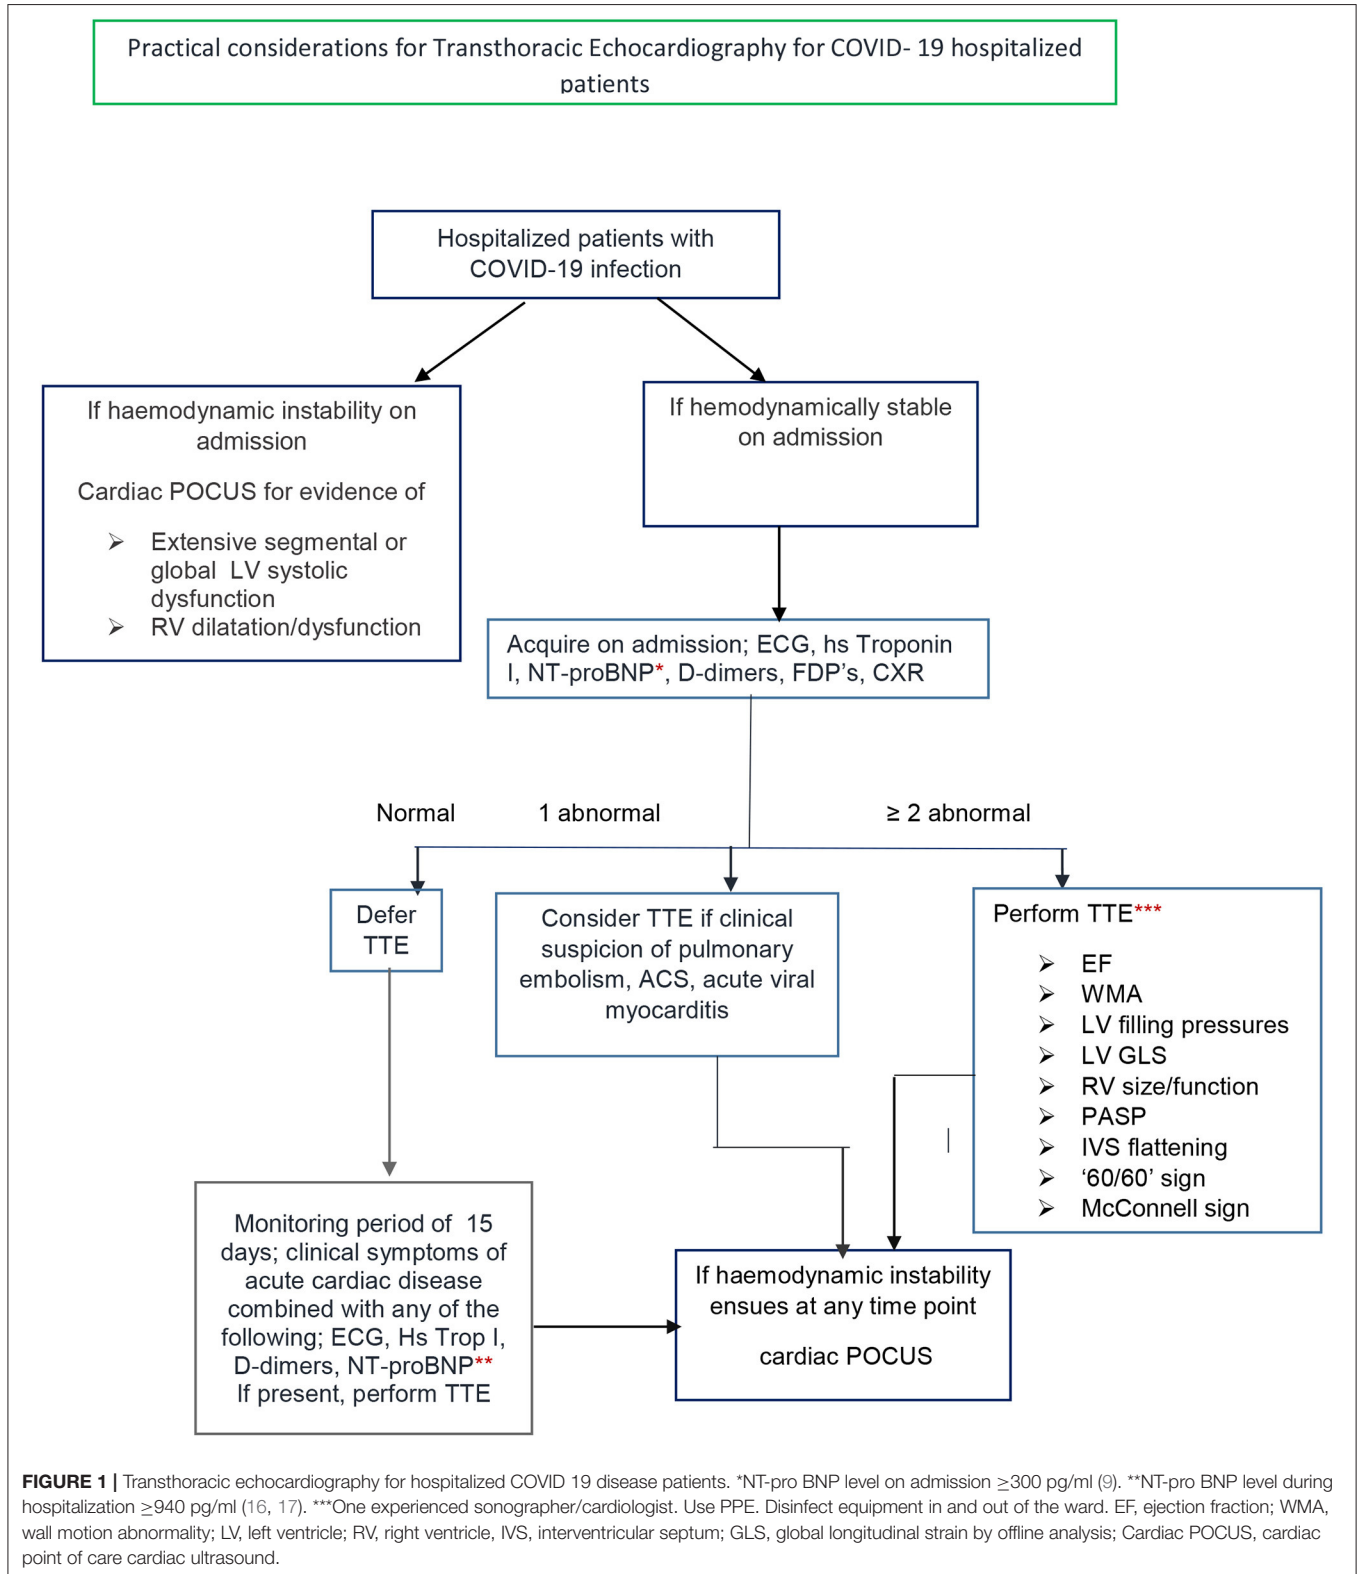 Practical considerations for Transthoracic Echocardiography for COVID- 19 hospitalized
patients
Hospitalized patients with
COVID-19 infection
If haemodynamic instability on
admission
Cardiac POCUS for evidence of
➢ Extensive segmental or
global LV systolic
dysfunction
➢ RV dilatation/dysfunction
If hemodynamically stable
on admission
Acquire on admission; ECG, hs Troponin
I, NT-proBNP*, D-dimers, FDP's, CXR
Normal
1 abnormal
≥ 2 abnormal
Defer
TTE
Consider TTE if clinical
suspicion of pulmonary
embolism, ACS, acute viral
myocarditis
Perform TTE***
➢ EF
➢ WMA
➢ LV filling pressures
➢ LV GLS
➢ RV size/function
➢ PASP
➢ IVS flattening
➢ ‘60/60’ sign
➢ McConnell sign
Monitoring period of 15
days; clinical symptoms of
acute cardiac disease
combined with any of the
following; ECG, Hs Trop I,
D-dimers, NT-proBNP**
If present, perform TTE
If haemodynamic instability
ensues at any time point
cardiac POCUS
FIGURE 1 | Transthoracic echocardiography for hospitalized COVID 19 disease patients. *NT-pro BNP level on admission ≥300 pg/ml (9). **NT-pro BNP level during
hospitalization ≥940 pg/ml (16, 17). ***One experienced sonographer/cardiologist. Use PPE. Disinfect equipment in and out of the ward. EF, ejection fraction; WMA,
wall motion abnormality; LV, left ventricle; RV, right ventricle, IVS, interventricular septum; GLS, global longitudinal strain by offline analysis; Cardiac POCUS, cardiac
point of care cardiac ultrasound.